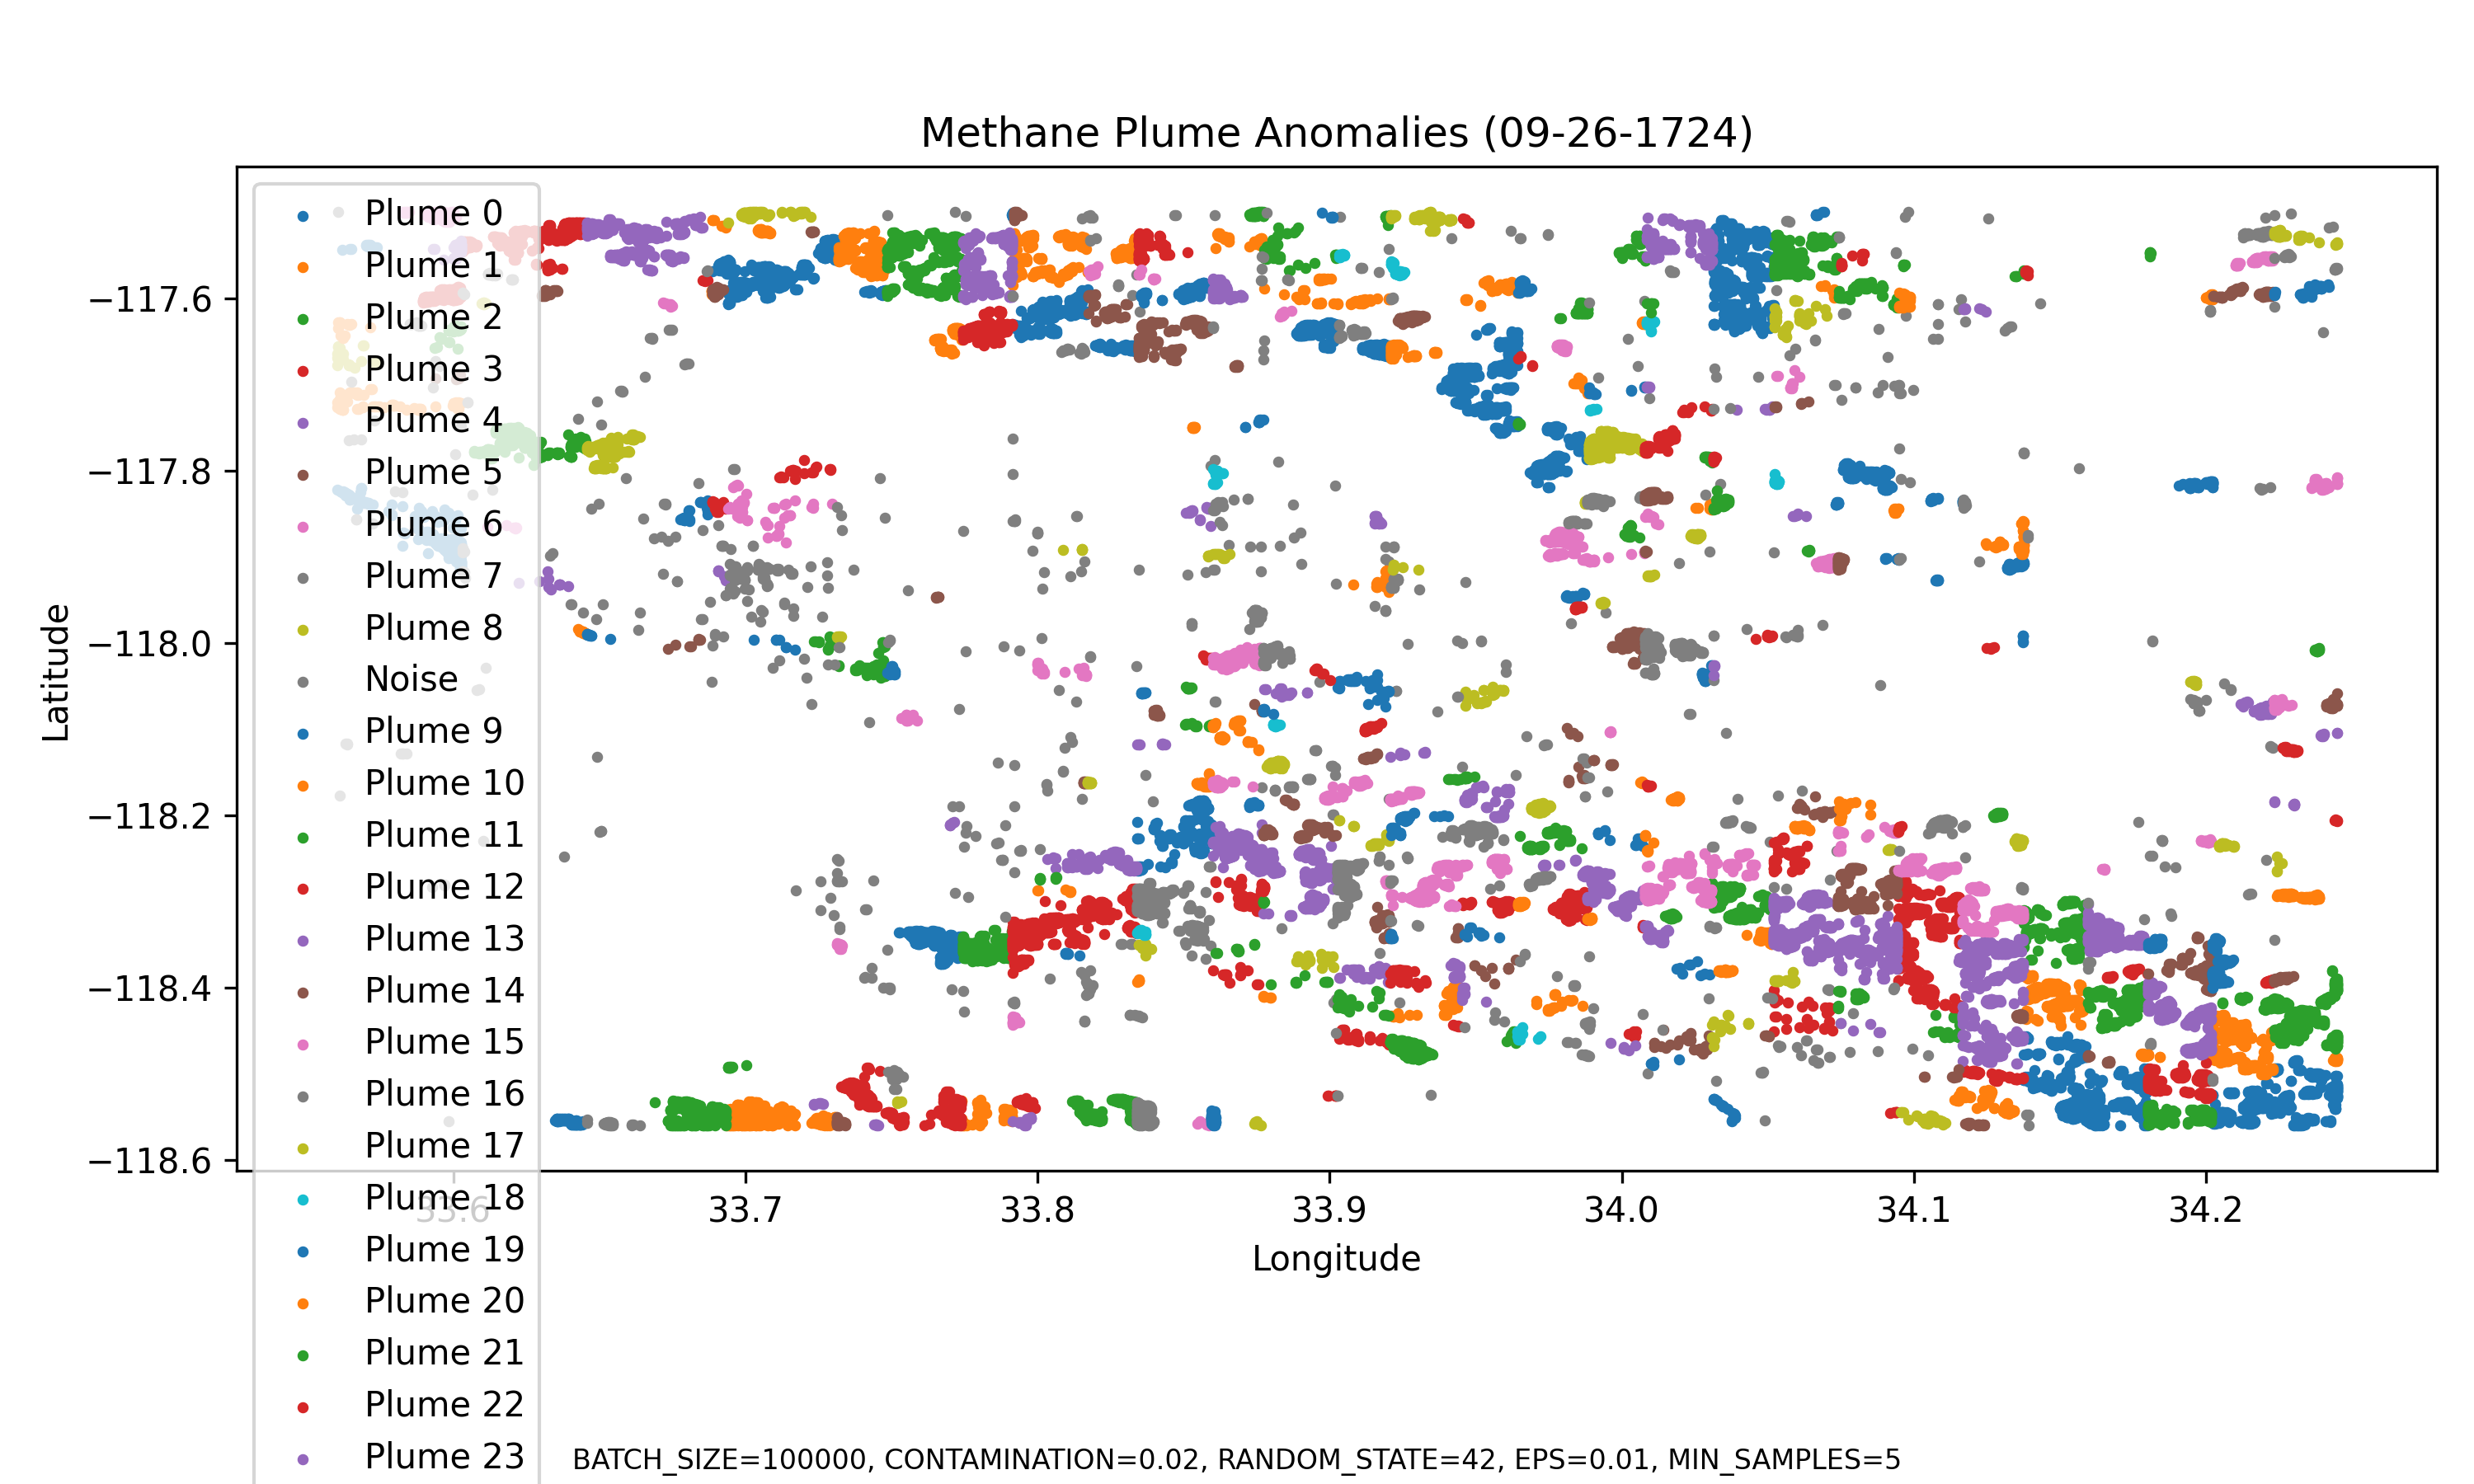 Methane Plume Anomalies (09-26-1724)
Plume 0
Plume 1
Plume 2
Plume 3
Plume 4
Plume 5
Plume 6
Plume 7
Plume 8
Noise
Plume 9
Plume 10
Plume 11
Plume 12
Plume 13
Plume 14
Plume 15
Plume 16
Plume 17
Plume 18
Plume 19
Plume 20
Plume 21
Plume 22
Plume 23
Latitude
−117.6
−117.8
−118.0
−118.2
−118.4
−118.6
33.6 33.7 33.8 33.9 34.0 34.1 34.2
Longitude
BATCH_SIZE=100000, CONTAMINATION=0.02, RANDOM_STATE=42, EPS=0.01, MIN_SAMPLES=5